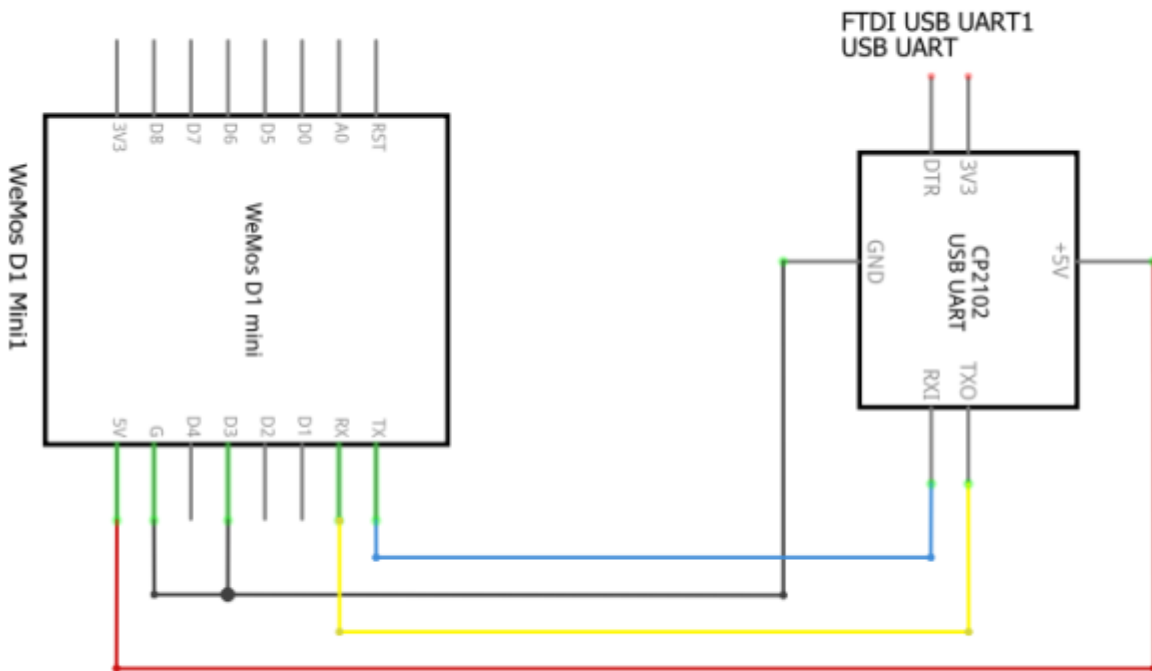 FTDI USB UART1
USB UART
3V3
D8
D7
D6
D5
D0
A0
RST
WeMos D1 Mini1
WeMos D1 mini
5V
G
D4
D3
D2
D1
RX
TX
DTR
3V3
GND
CP2102
USB UART
+5V
RXI
TXO